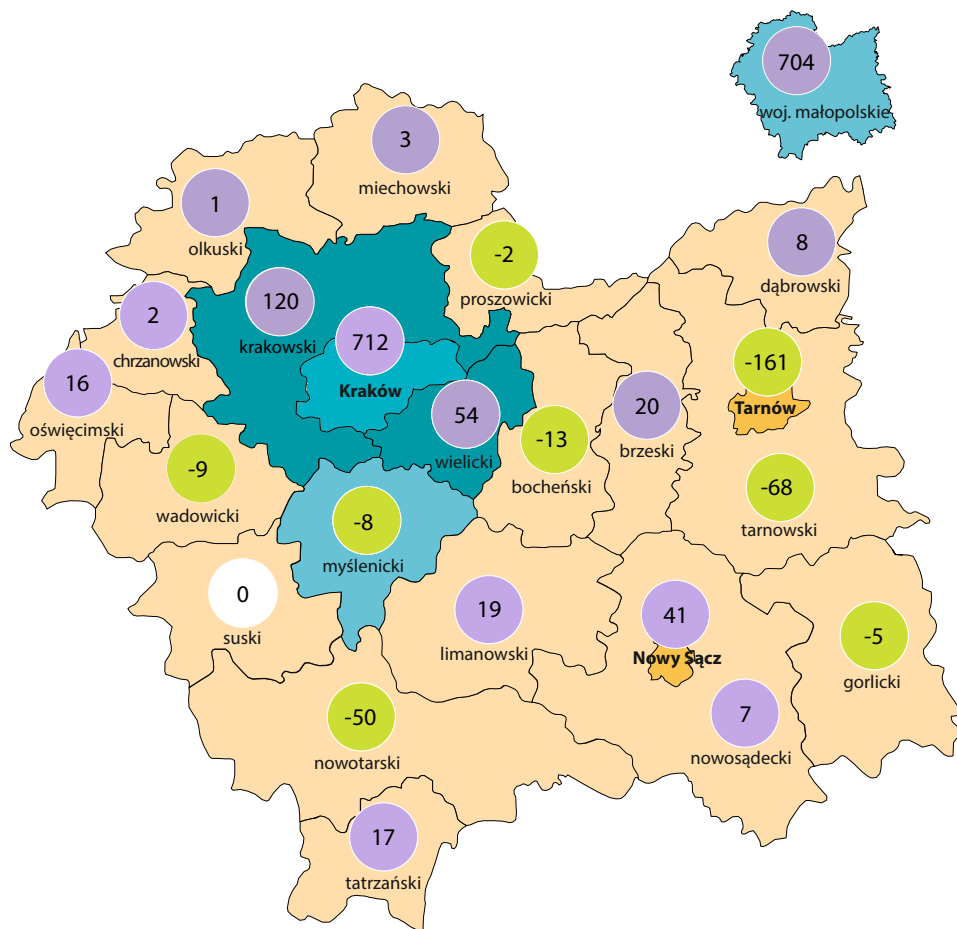 704
woj. małopolskie
3
miechowski
1
olkuski
8
dąbrowski
-2
proszowicki
120
krakowski
2
chrzanowski
712
Kraków
-161
Tarnów
16
oświęcimski
54
wielicki
20
brzeski
-13
bocheński
-9
wadowicki
-68
tarnowski
-8
myślenicki
0
suski
19
limanowski
41
Nowy Sącz
-5
gorlicki
7
nowosądecki
-50
nowotarski
17
tatrzański